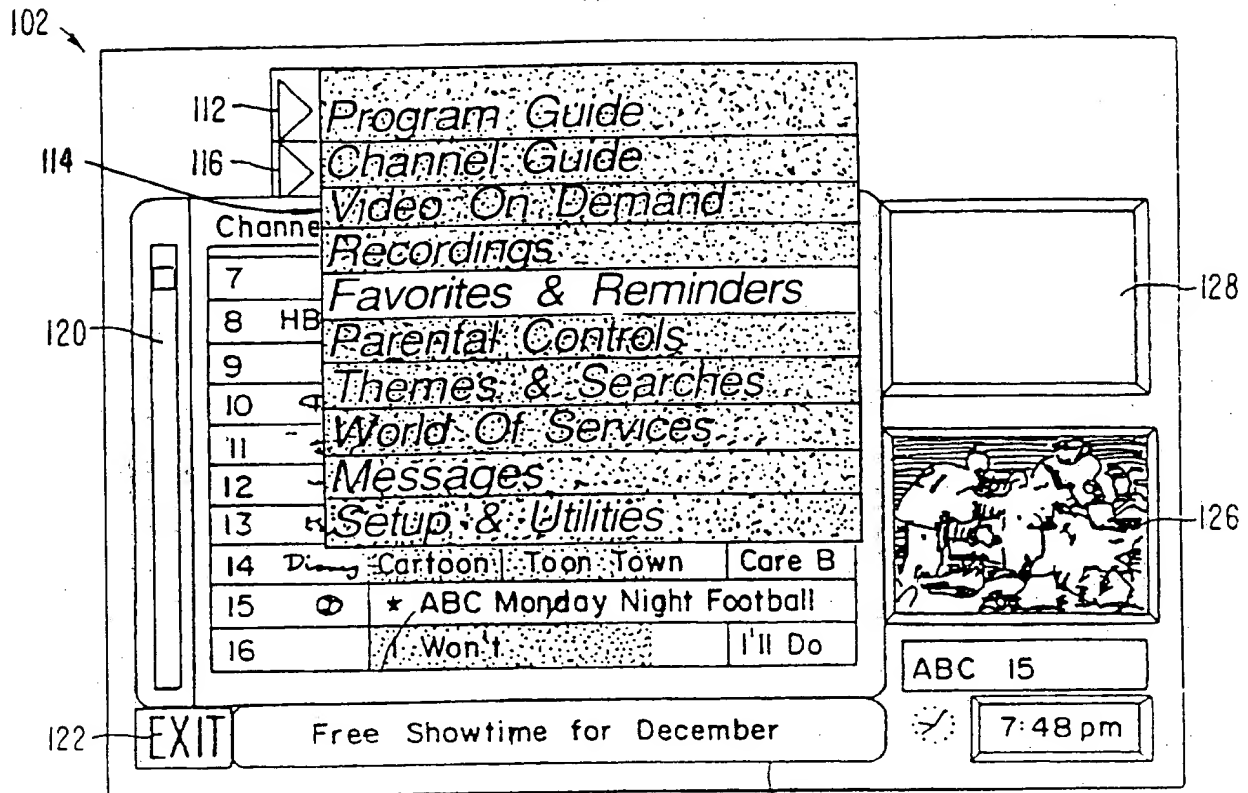 102
112
Program Guide
116
Channel Guide
114
Video On Demand
Channe
Recordings
7
Favorites & Reminders
128
8 HB
Parental Controls
120
9
Themes & Searches
10
World Of Services
11
Messages
12
Setup & Utilities
13
126
14 Disney Cartoon Toon Town Care B
15 ★ ABC Monday Night Football
16 I Won't I'll Do
ABC 15
122
EXIT
Free Showtime for December
7:48 pm